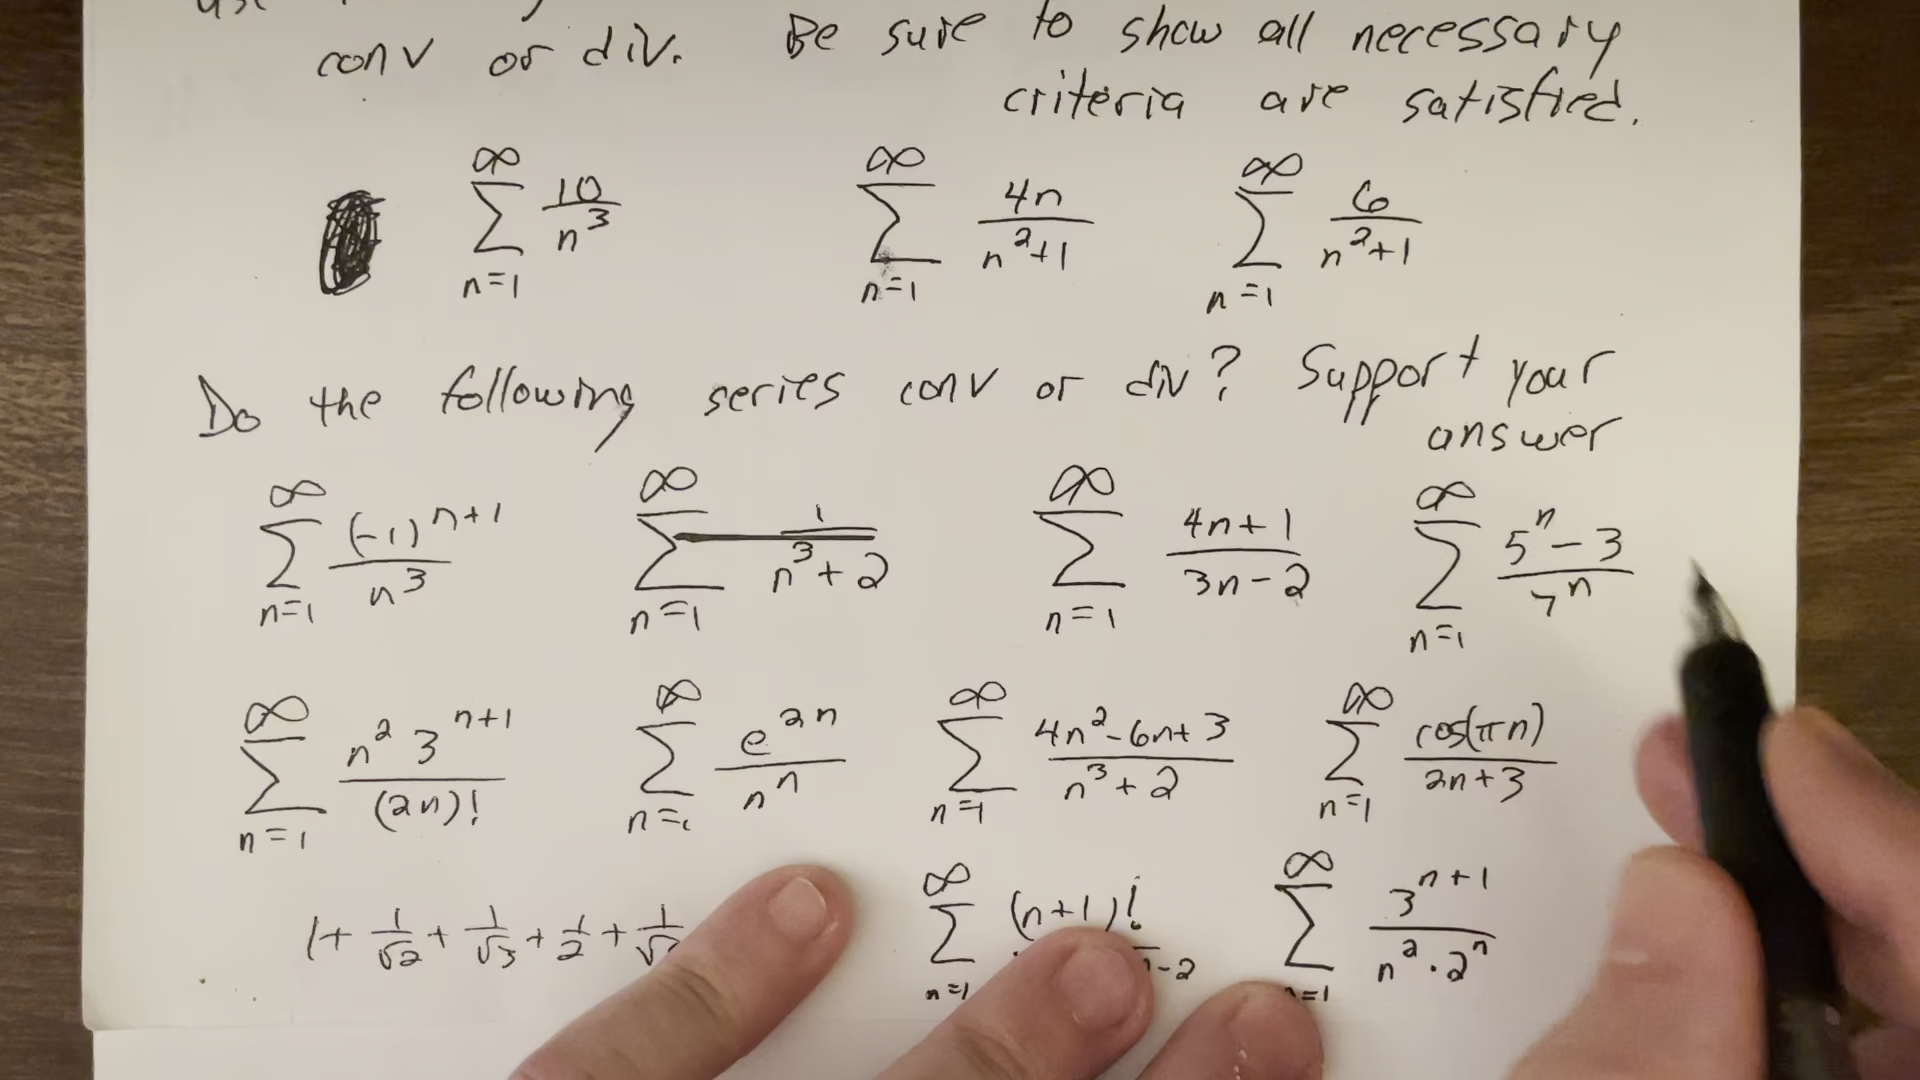 conv or div. Be sure to show all necessary
criteria are satisfied.
∞ ∑ n=1 10/n³   ∞ ∑ n=1 4n/(n²+1)   ∞ ∑ n=1 6/(n²+1)
Do the following series conv or div? Support your
answer
∞ ∑ n=1 (-1)^(n+1)/n³   ∞ ∑ n=1 1/(n³+2)   ∞ ∑ n=1 (4n+1)/(3n-2)   ∞ ∑ n=1 (5ⁿ-3)/7ⁿ
∞ ∑ n=1 n² 3^(n+1)/(2n)!   ∞ ∑ n=1 e^(2n)/nⁿ   ∞ ∑ n=1 (4n²-6n+3)/(n³+2)   ∞ ∑ n=1 cos(πn)/(2n+3)
1 + 1/√2 + 1/√3 + 1/2 +   ∞ ∑ n=1 (n+1)!   ∞ ∑ n=1 3^(n+1)/(n²·2ⁿ)